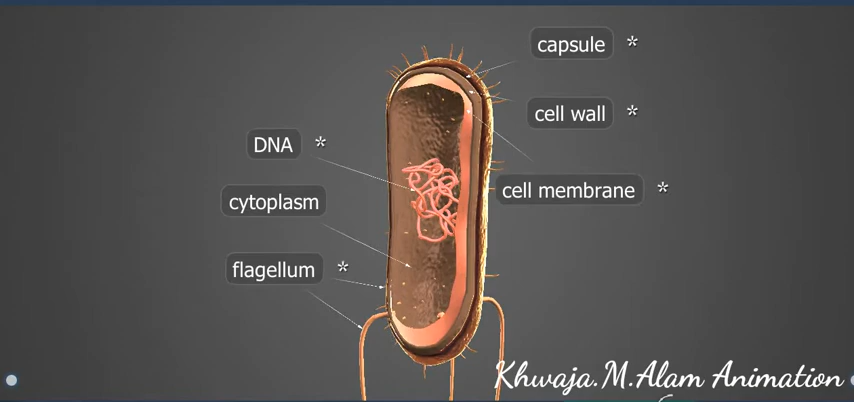 capsule *
cell wall *
DNA *
cell membrane *
cytoplasm
flagellum *
Khwaja.M.Alam Animation